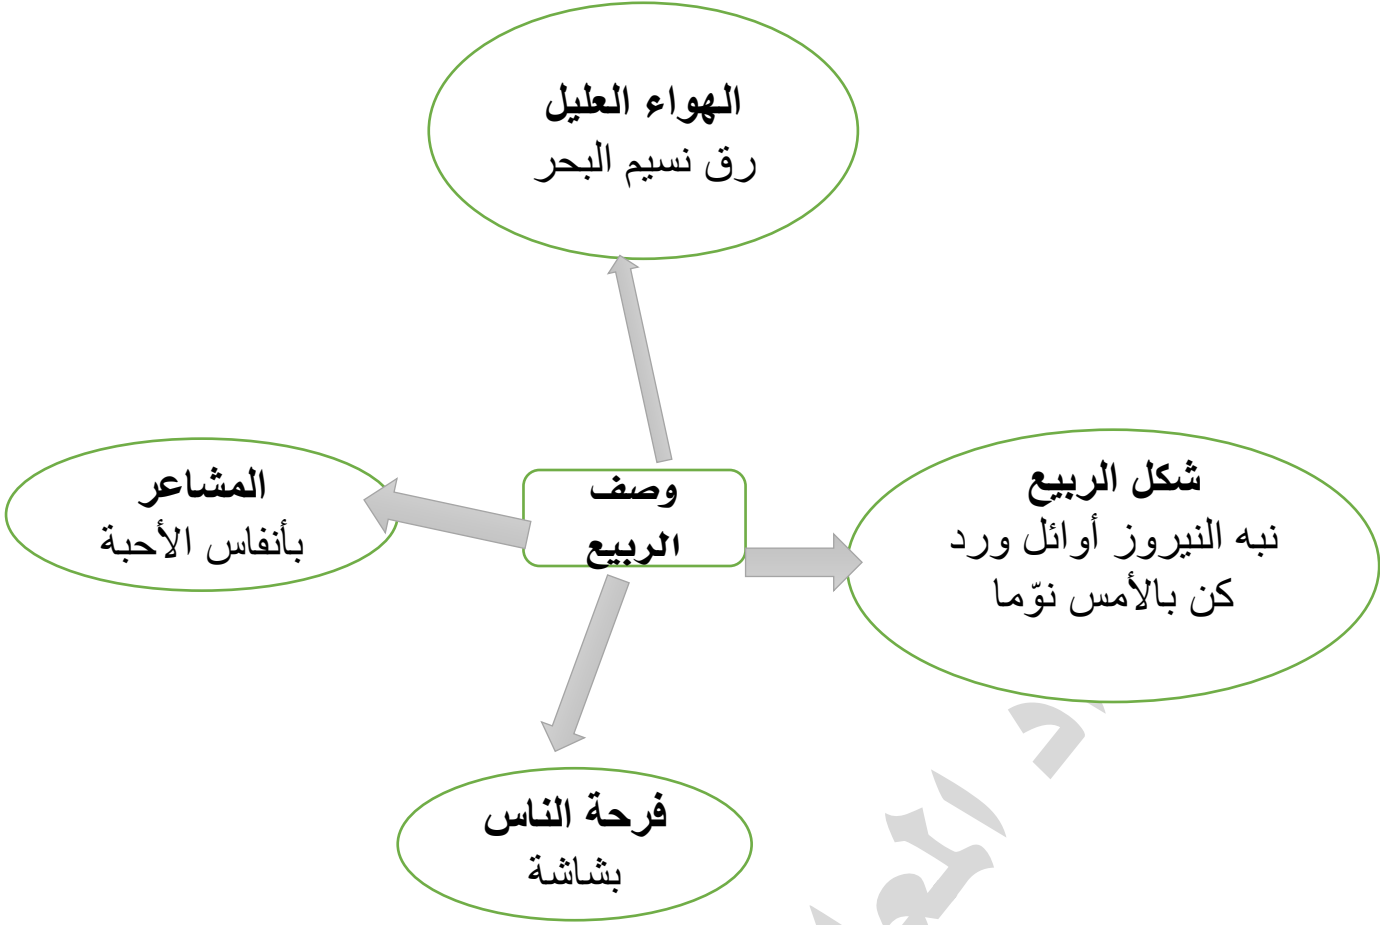 الهواء العليل
رق نسيم البحر
وصف
الربيع
شكل الربيع
نبه النيروز أوائل ورد
كن بالأمس نوّما
المشاعر
بأنفاس الأحبة
فرحة الناس
بشاشة